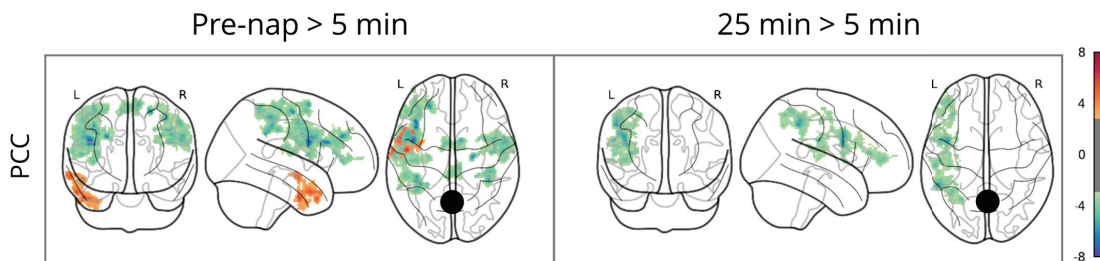 Pre-nap > 5 min
25 min > 5 min
PCC
L R
L R
L R
L R
8
4
0
-4
-8